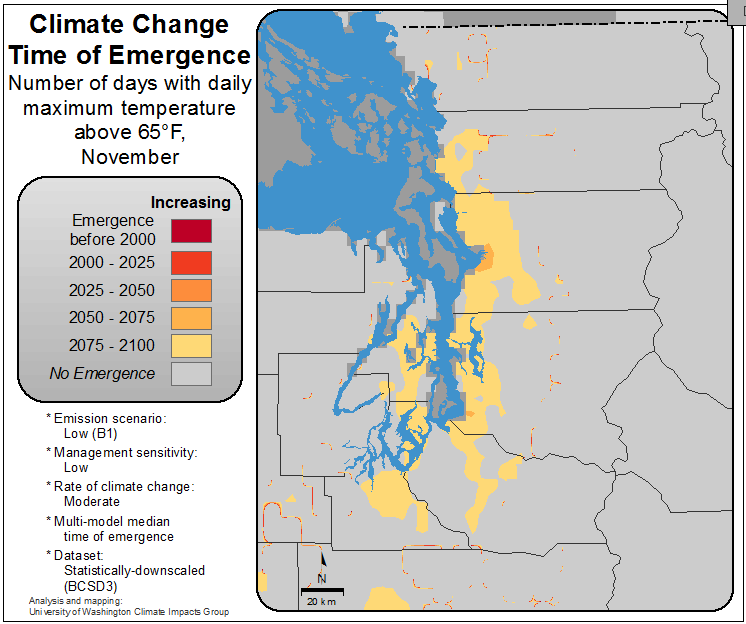 Climate Change
Time of Emergence
Number of days with daily
maximum temperature
above 65°F,
November
Increasing
Emergence
before 2000
2000 - 2025
2025 - 2050
2050 - 2075
2075 - 2100
No Emergence
* Emission scenario:
Low (B1)
* Management sensitivity:
Low
* Rate of climate change:
Moderate
* Multi-model median
time of emergence
* Dataset:
Statistically-downscaled
(BCSD3)
Analysis and mapping:
University of Washington Climate Impacts Group
N
20 km